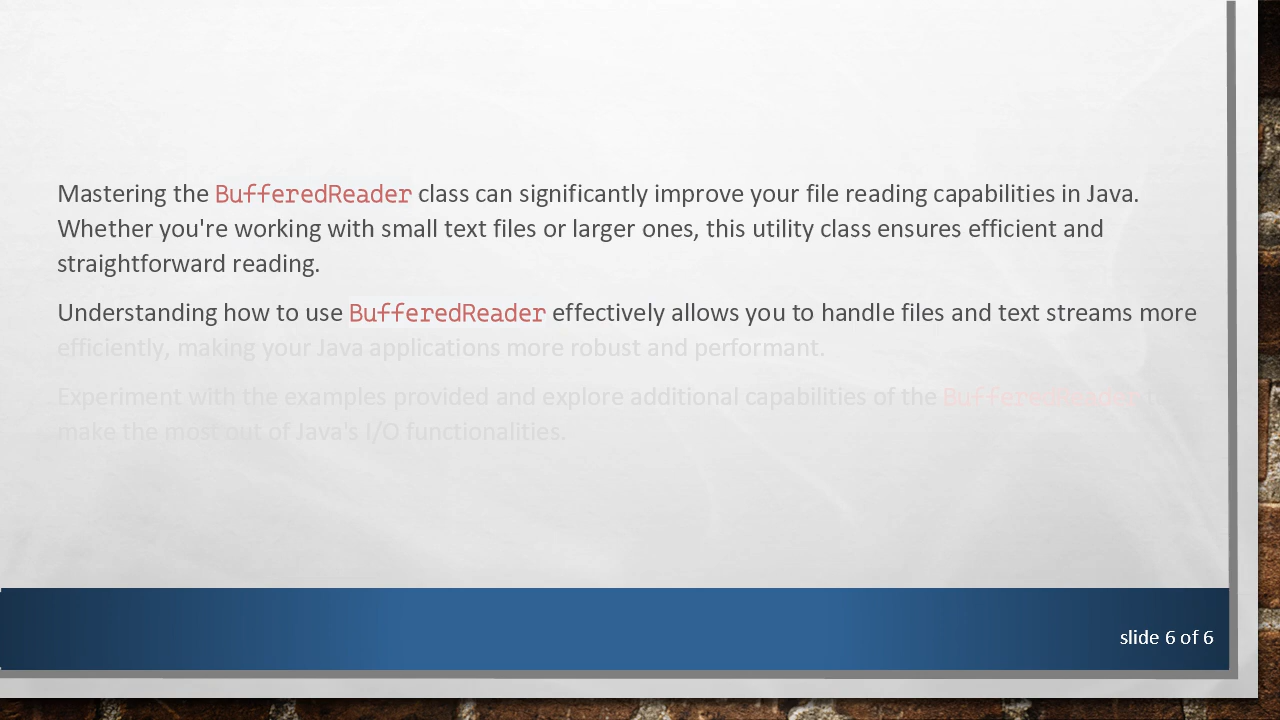 Mastering the BufferedReader class can significantly improve your file reading capabilities in Java.
Whether you're working with small text files or larger ones, this utility class ensures efficient and
straightforward reading.
Understanding how to use BufferedReader effectively allows you to handle files and text streams more
efficiently, making your Java applications more robust and performant.
Experiment with the examples provided and explore additional capabilities of the BufferedReader t
make the most out of Java's I/O functionalities.
slide 6 of 6